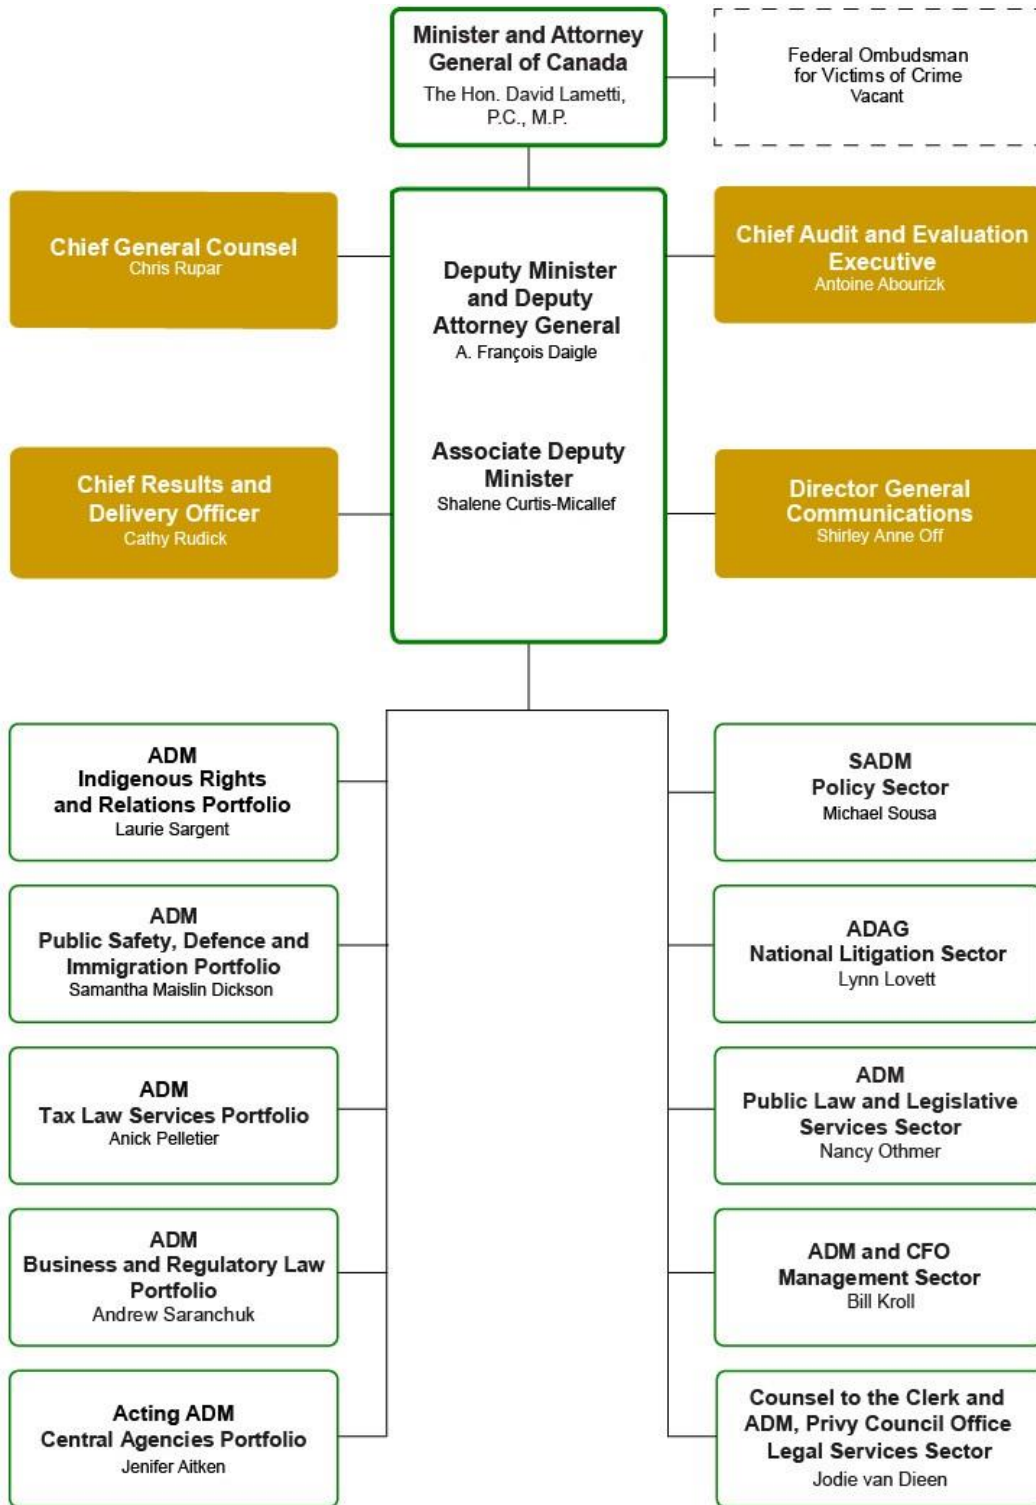 Minister and Attorney
General of Canada
The Hon. David Lametti,
P.C., M.P.
Federal Ombudsman
for Victims of Crime
Vacant
Chief General Counsel
Chris Rupar
Deputy Minister
and Deputy
Attorney General
A. François Daigle
Associate Deputy
Minister
Shalene Curtis-Micallef
Chief Audit and Evaluation
Executive
Antoine Abourizk
Chief Results and
Delivery Officer
Cathy Rudick
Director General
Communications
Shirley Anne Off
ADM
Indigenous Rights
and Relations Portfolio
Laurie Sargent
SADM
Policy Sector
Michael Sousa
ADM
Public Safety, Defence and
Immigration Portfolio
Samantha Maislin Dickson
ADAG
National Litigation Sector
Lynn Lovett
ADM
Tax Law Services Portfolio
Anick Pelletier
ADM
Public Law and Legislative
Services Sector
Nancy Othmer
ADM
Business and Regulatory Law
Portfolio
Andrew Saranchuk
ADM and CFO
Management Sector
Bill Kroll
Acting ADM
Central Agencies Portfolio
Jenifer Aitken
Counsel to the Clerk and
ADM, Privy Council Office
Legal Services Sector
Jodie van Dieen